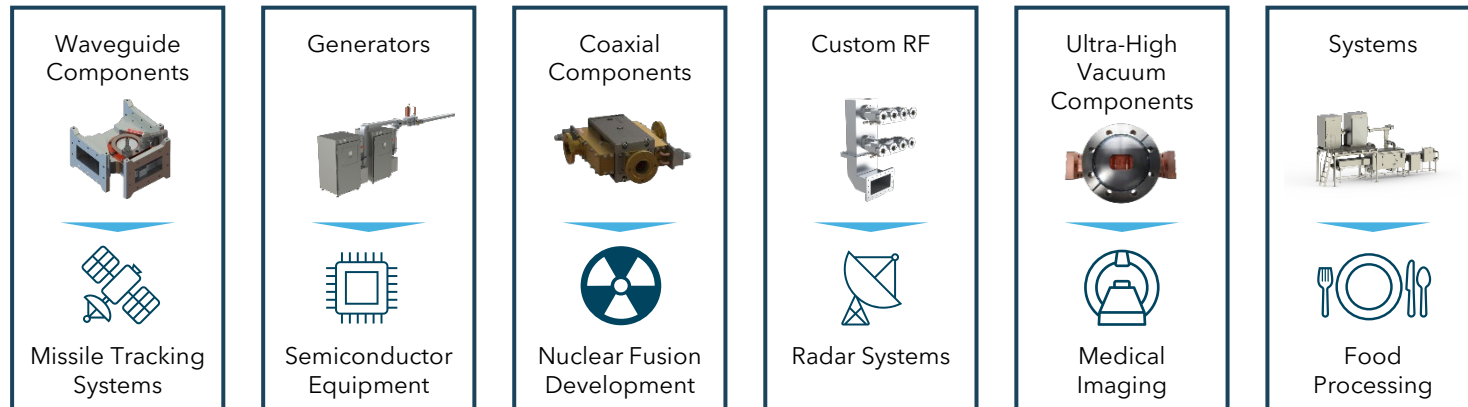 Waveguide
Components
Generators
Coaxial
Components
Custom RF
Ultra-High
Vacuum
Components
Systems
Missile Tracking
Systems
Semiconductor
Equipment
Nuclear Fusion
Development
Radar Systems
Medical
Imaging
Food
Processing